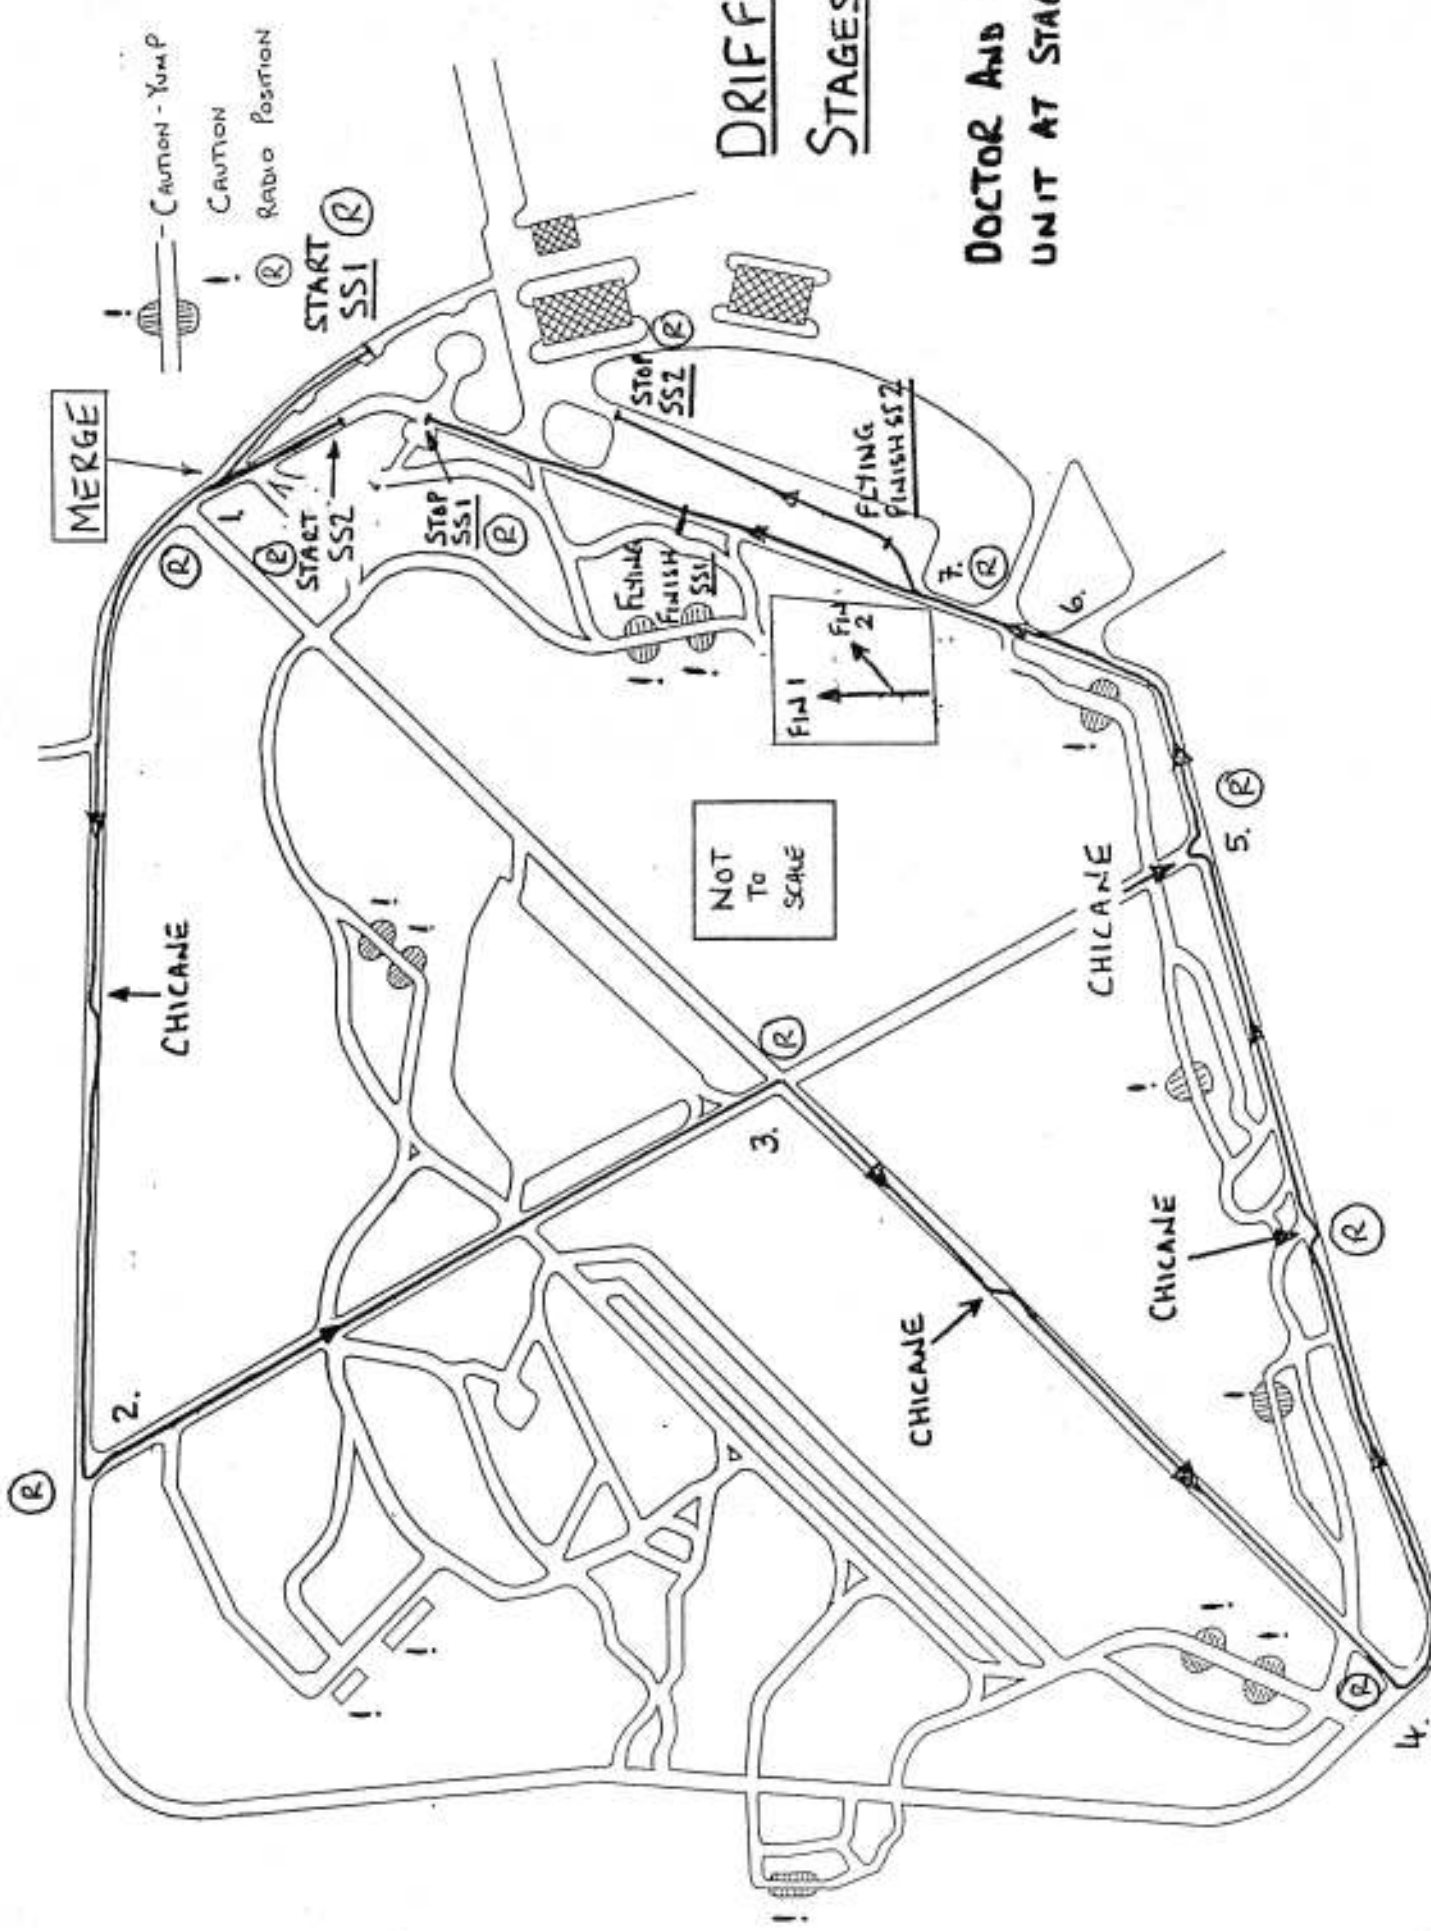 ! - CAUTION - YUMP
! CAUTION
R RADIO POSITION
MERGE
START
SS1 R
DRIFF
STAGES
DOCTOR AND
UNIT AT STA
R
1.
R
START
SS2
STOP
SS1
R
STOP
SS2
R
FLYING
FINISH
SS1
! !
FLYING
FINISH SS2
7.
R
6.
FIN 1
FIN
2
!
CHICANE
! !
NOT
TO
SCALE
CHICANE
5.
R
R
3.
!
2.
R
CHICANE
CHICANE
R
!
! !
! !
R
4.
!